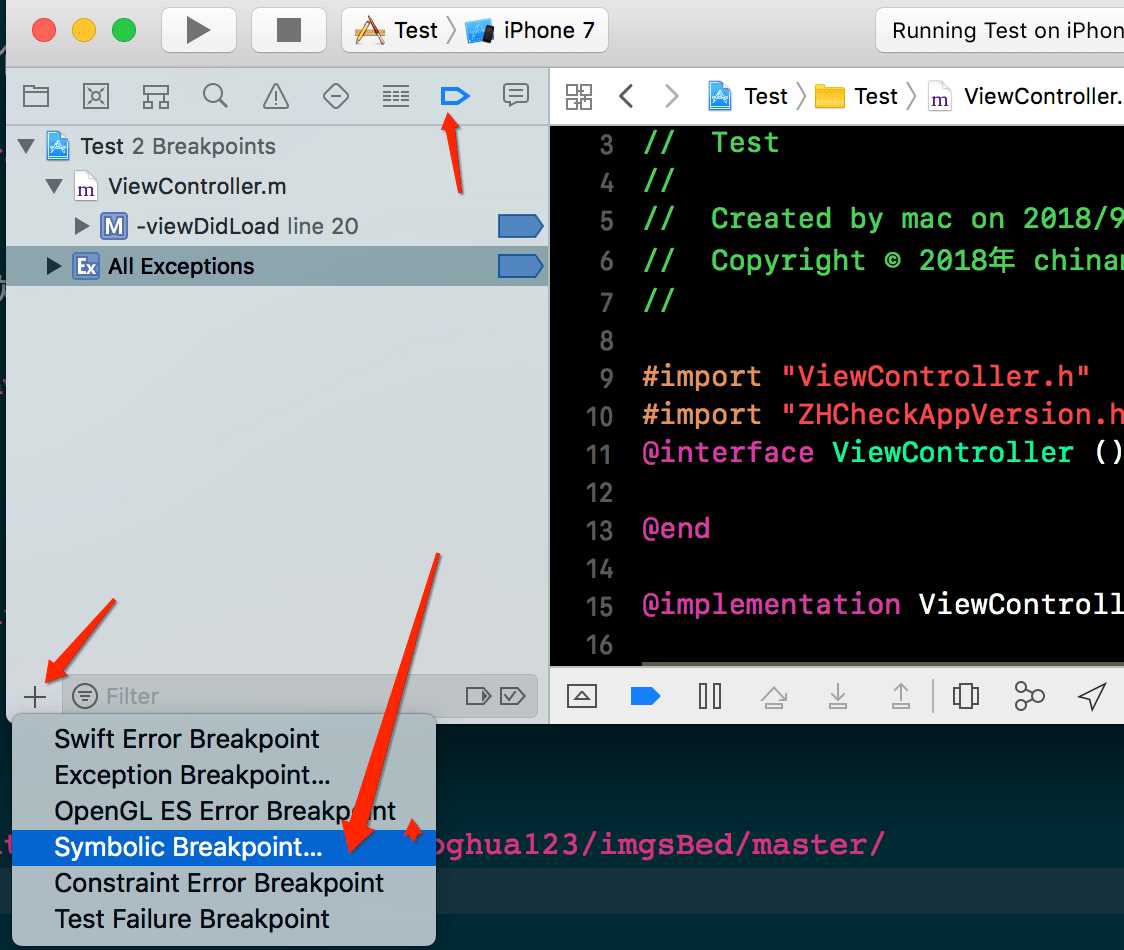 Test iPhone 7
Running Test on iPhon
Test Test ViewController.
Test 2 Breakpoints
ViewController.m
M -viewDidLoad line 20
Ex All Exceptions
3 // Test
4 //
5 // Created by mac on 2018/9
6 // Copyright © 2018年 china
7 //
8
9 #import "ViewController.h"
10 #import "ZHCheckAppVersion.h
11 @interface ViewController ()
12
13 @end
14
15 @implementation ViewControll
16
Filter
Swift Error Breakpoint
Exception Breakpoint...
OpenGL ES Error Breakpoint
Symbolic Breakpoint...
Constraint Error Breakpoint
Test Failure Breakpoint
oghua123/imgsBed/master/